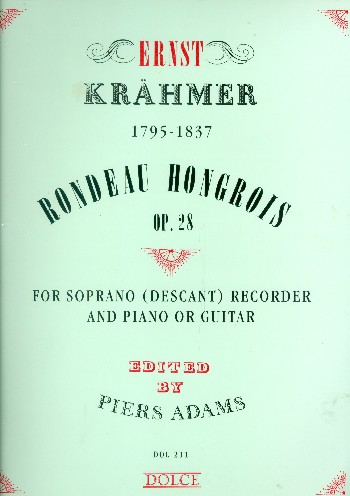 ERNST
KRÄHMER
1795-1837
RONDEAU HONGROIS
OP. 28
FOR SOPRANO (DESCANT) RECORDER
AND PIANO OR GUITAR
EDITED
BY
PIERS ADAMS
DOL 211
DOLCE